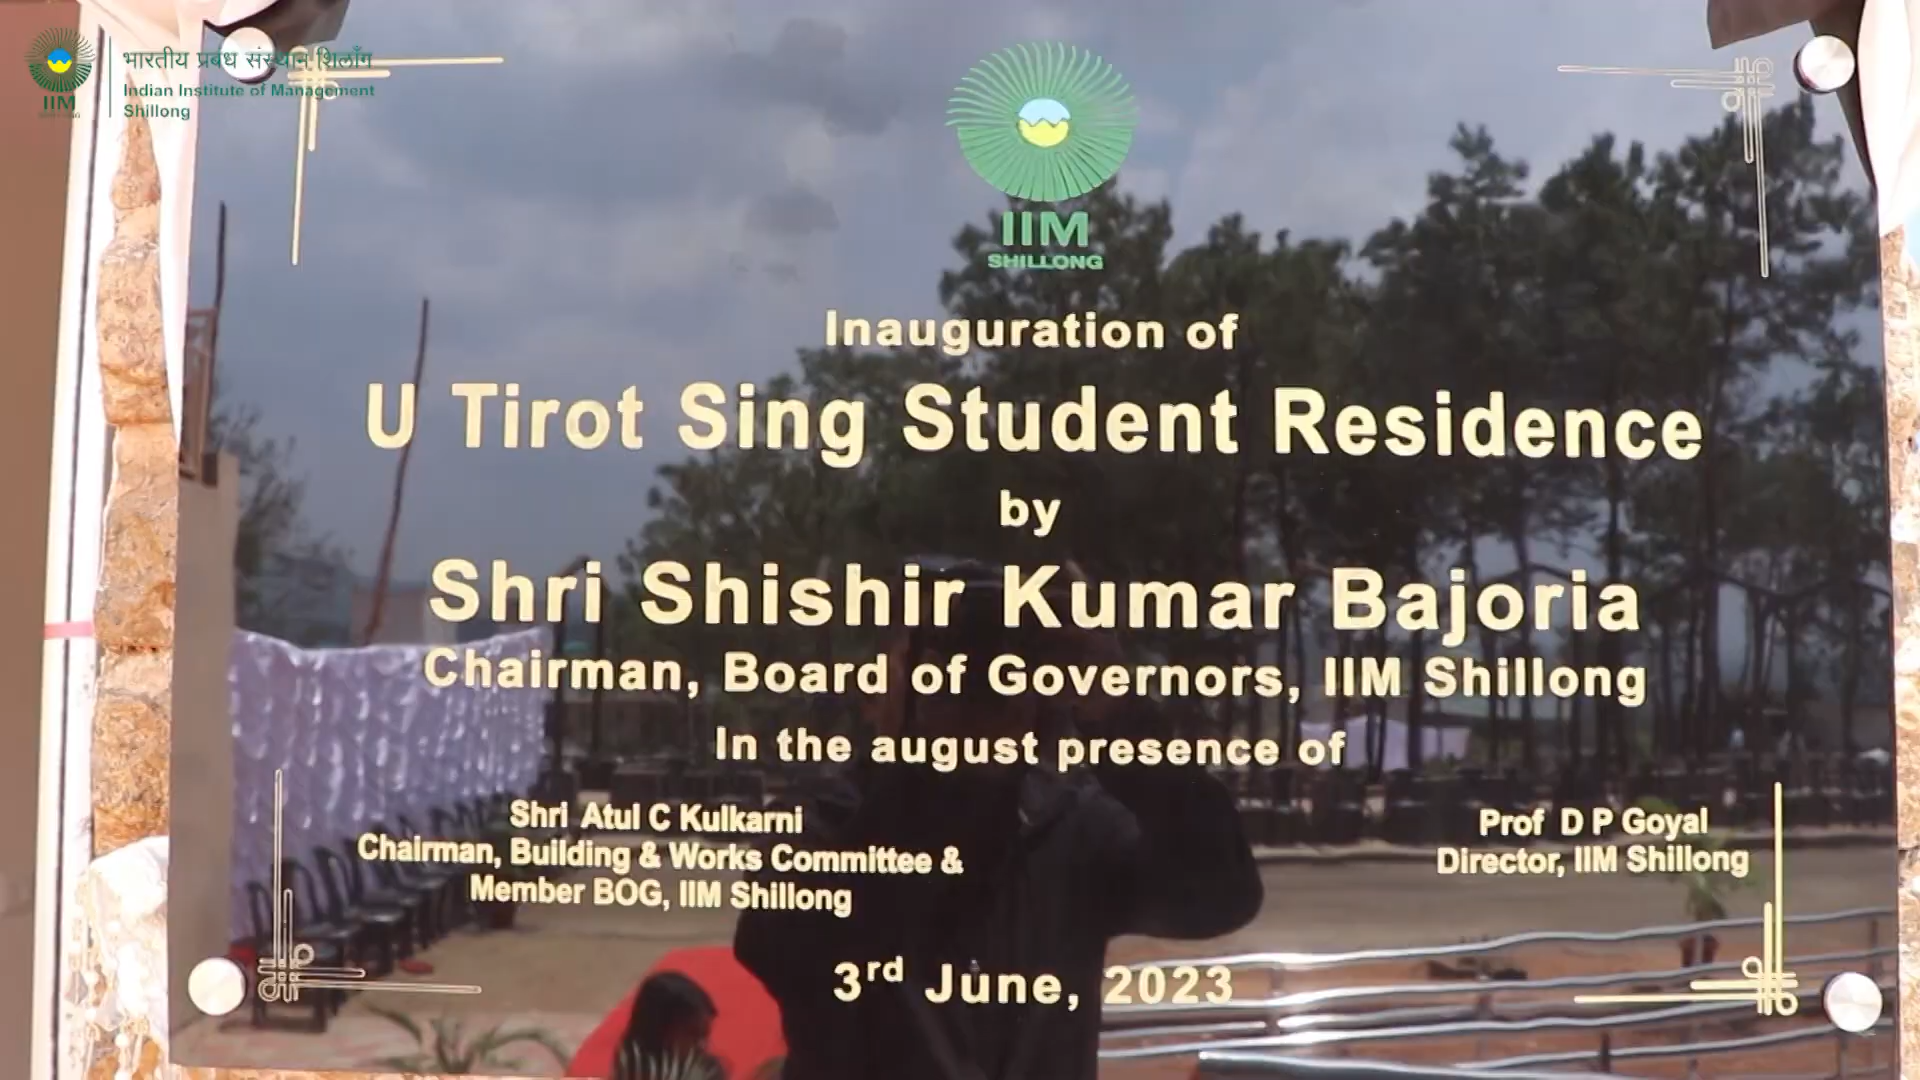 भारतीय प्रबंध संस्थान शिलाँग
Indian Institute of Management
Shillong
IIM
IIM
SHILLONG
Inauguration of
U Tirot Sing Student Residence
by
Shri Shishir Kumar Bajoria
Chairman, Board of Governors, IIM Shillong
In the august presence of
Shri Atul C Kulkarni
Chairman, Building & Works Committee &
Member BOG, IIM Shillong
Prof D P Goyal
Director, IIM Shillong
3rd June, 2023